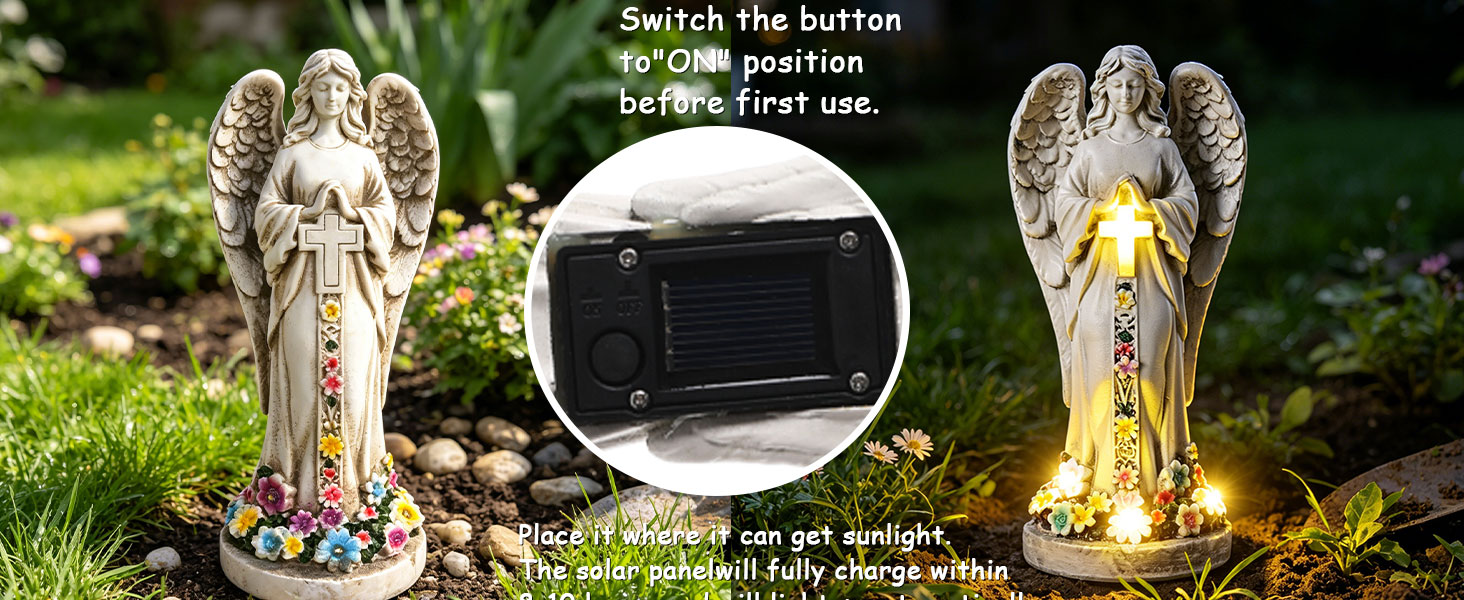 Switch the button
to"ON" position
before first use.
ON OFF
Place it where it can get sunlight.
The solar panelwill fully charge within